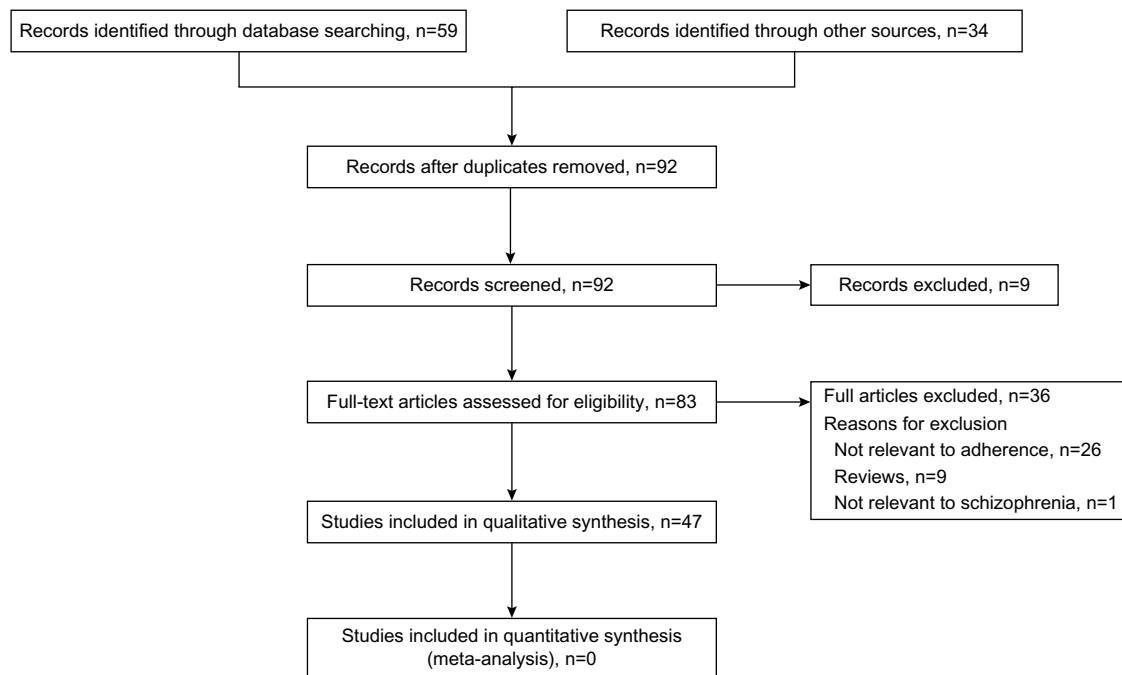 Records identified through database searching, n=59
Records identified through other sources, n=34
Records after duplicates removed, n=92
Records screened, n=92
Records excluded, n=9
Full-text articles assessed for eligibility, n=83
Full articles excluded, n=36
Reasons for exclusion
Not relevant to adherence, n=26
Reviews, n=9
Not relevant to schizophrenia, n=1
Studies included in qualitative synthesis, n=47
Studies included in quantitative synthesis
(meta-analysis), n=0